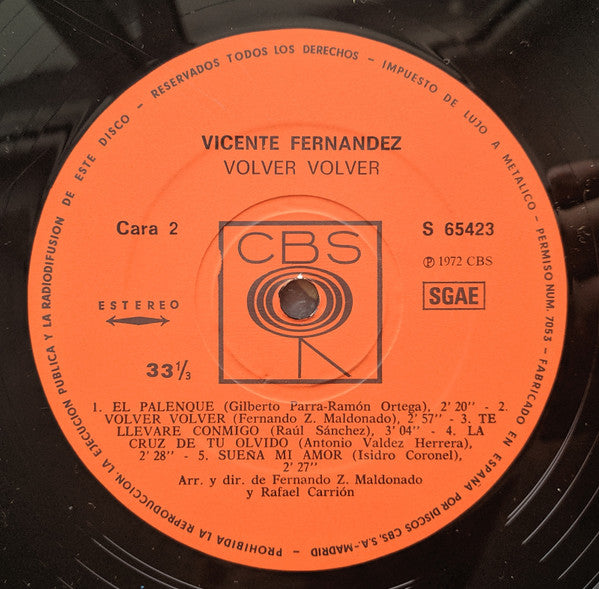 RESERVADOS TODOS LOS DERECHOS - IMPUESTO DE LUJO A METALICO - PERMISO NUM. 7053 - FABRICADO EN ESPAÑA POR DISCOS CBS, S.A.-MADRID - PROHIBIDA LA REPRODUCCION, LA EJECUCION PUBLICA Y LA RADIODIFUSION DE ESTE DISCO -
VICENTE FERNANDEZ
VOLVER VOLVER
Cara 2
S 65423
CBS
℗ 1972 CBS
ESTEREO
SGAE
33⅓
1. EL PALENQUE (Gilberto Parra-Ramón Ortega), 2' 20" - 2.
VOLVER VOLVER (Fernando Z. Maldonado), 2' 57" - 3. TE
LLEVARE CONMIGO (Raúl Sánchez), 3' 04" - 4. LA
CRUZ DE TU OLVIDO (Antonio Valdez Herrera),
2' 28" - 5. SUEÑA MI AMOR (Isidro Coronel),
2' 27"
Arr. y dir. de Fernando Z. Maldonado
y Rafael Carrión